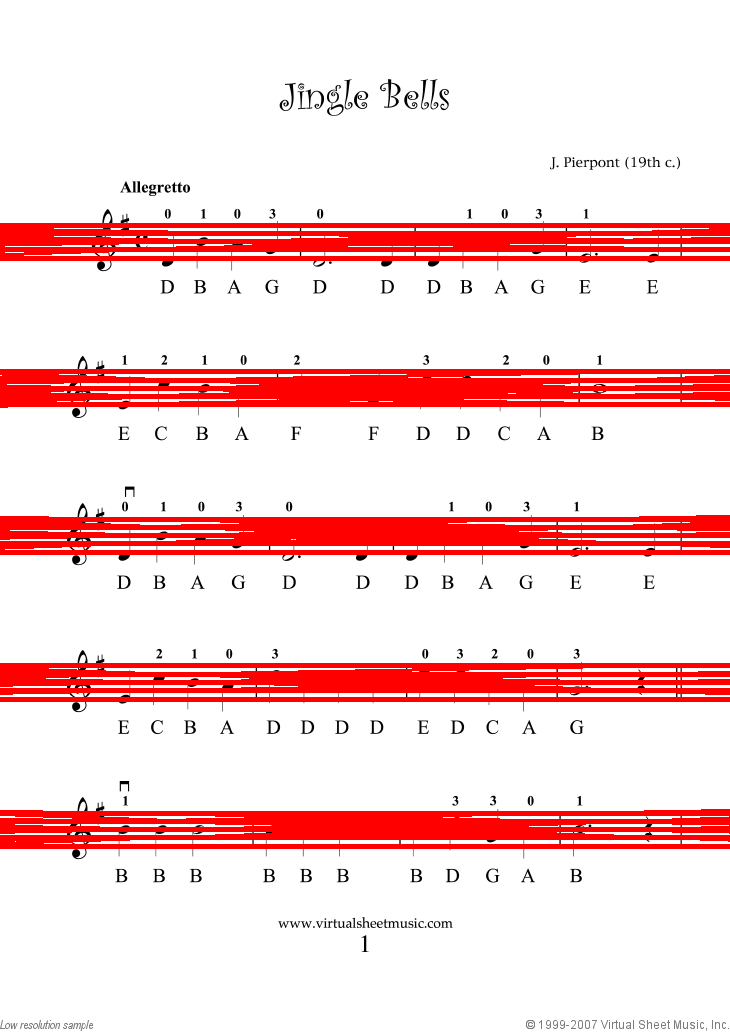 Jingle Bells
J. Pierpont (19th c.)
Allegretto
0 1 0 3 0 1 0 3 1
D B A G D D D B A G E E
1 2 1 0 2 3 2 0 1
E C B A F F D D C A B
0 1 0 3 0 1 0 3 1
D B A G D D D B A G E E
2 1 0 3 0 3 2 0 3
E C B A D D D D E D C A G
1 3 3 0 1
B B B B B B B D G A B
www.virtualsheetmusic.com
1
Low resolution sample © 1999-2007 Virtual Sheet Music, Inc.